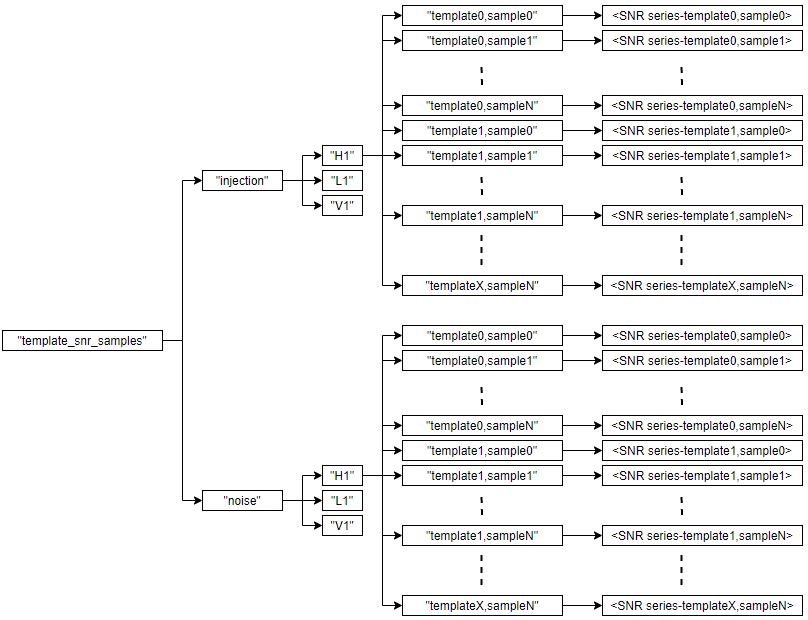 "template0,sample0" <SNR series-template0,sample0>
"template0,sample1" <SNR series-template0,sample1>
"template0,sampleN" <SNR series-template0,sampleN>
"template1,sample0" <SNR series-template1,sample0>
"H1" "template1,sample1" <SNR series-template1,sample1>
"injection" "L1"
"V1" "template1,sampleN" <SNR series-template1,sampleN>
"templateX,sampleN" <SNR series-templateX,sampleN>
"template_snr_samples" "template0,sample0" <SNR series-template0,sample0>
"template0,sample1" <SNR series-template0,sample1>
"template0,sampleN" <SNR series-template0,sampleN>
"template1,sample0" <SNR series-template1,sample0>
"H1" "template1,sample1" <SNR series-template1,sample1>
"noise" "L1"
"V1" "template1,sampleN" <SNR series-template1,sampleN>
"templateX,sampleN" <SNR series-templateX,sampleN>